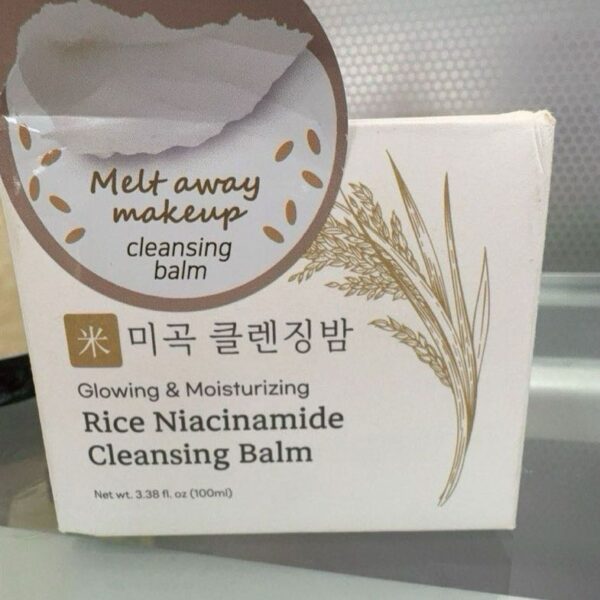 Melt away
makeup
cleansing
balm
米 미곡 클렌징밤
Glowing & Moisturizing
Rice Niacinamide
Cleansing Balm
Net wt. 3.38 fl. oz (100ml)